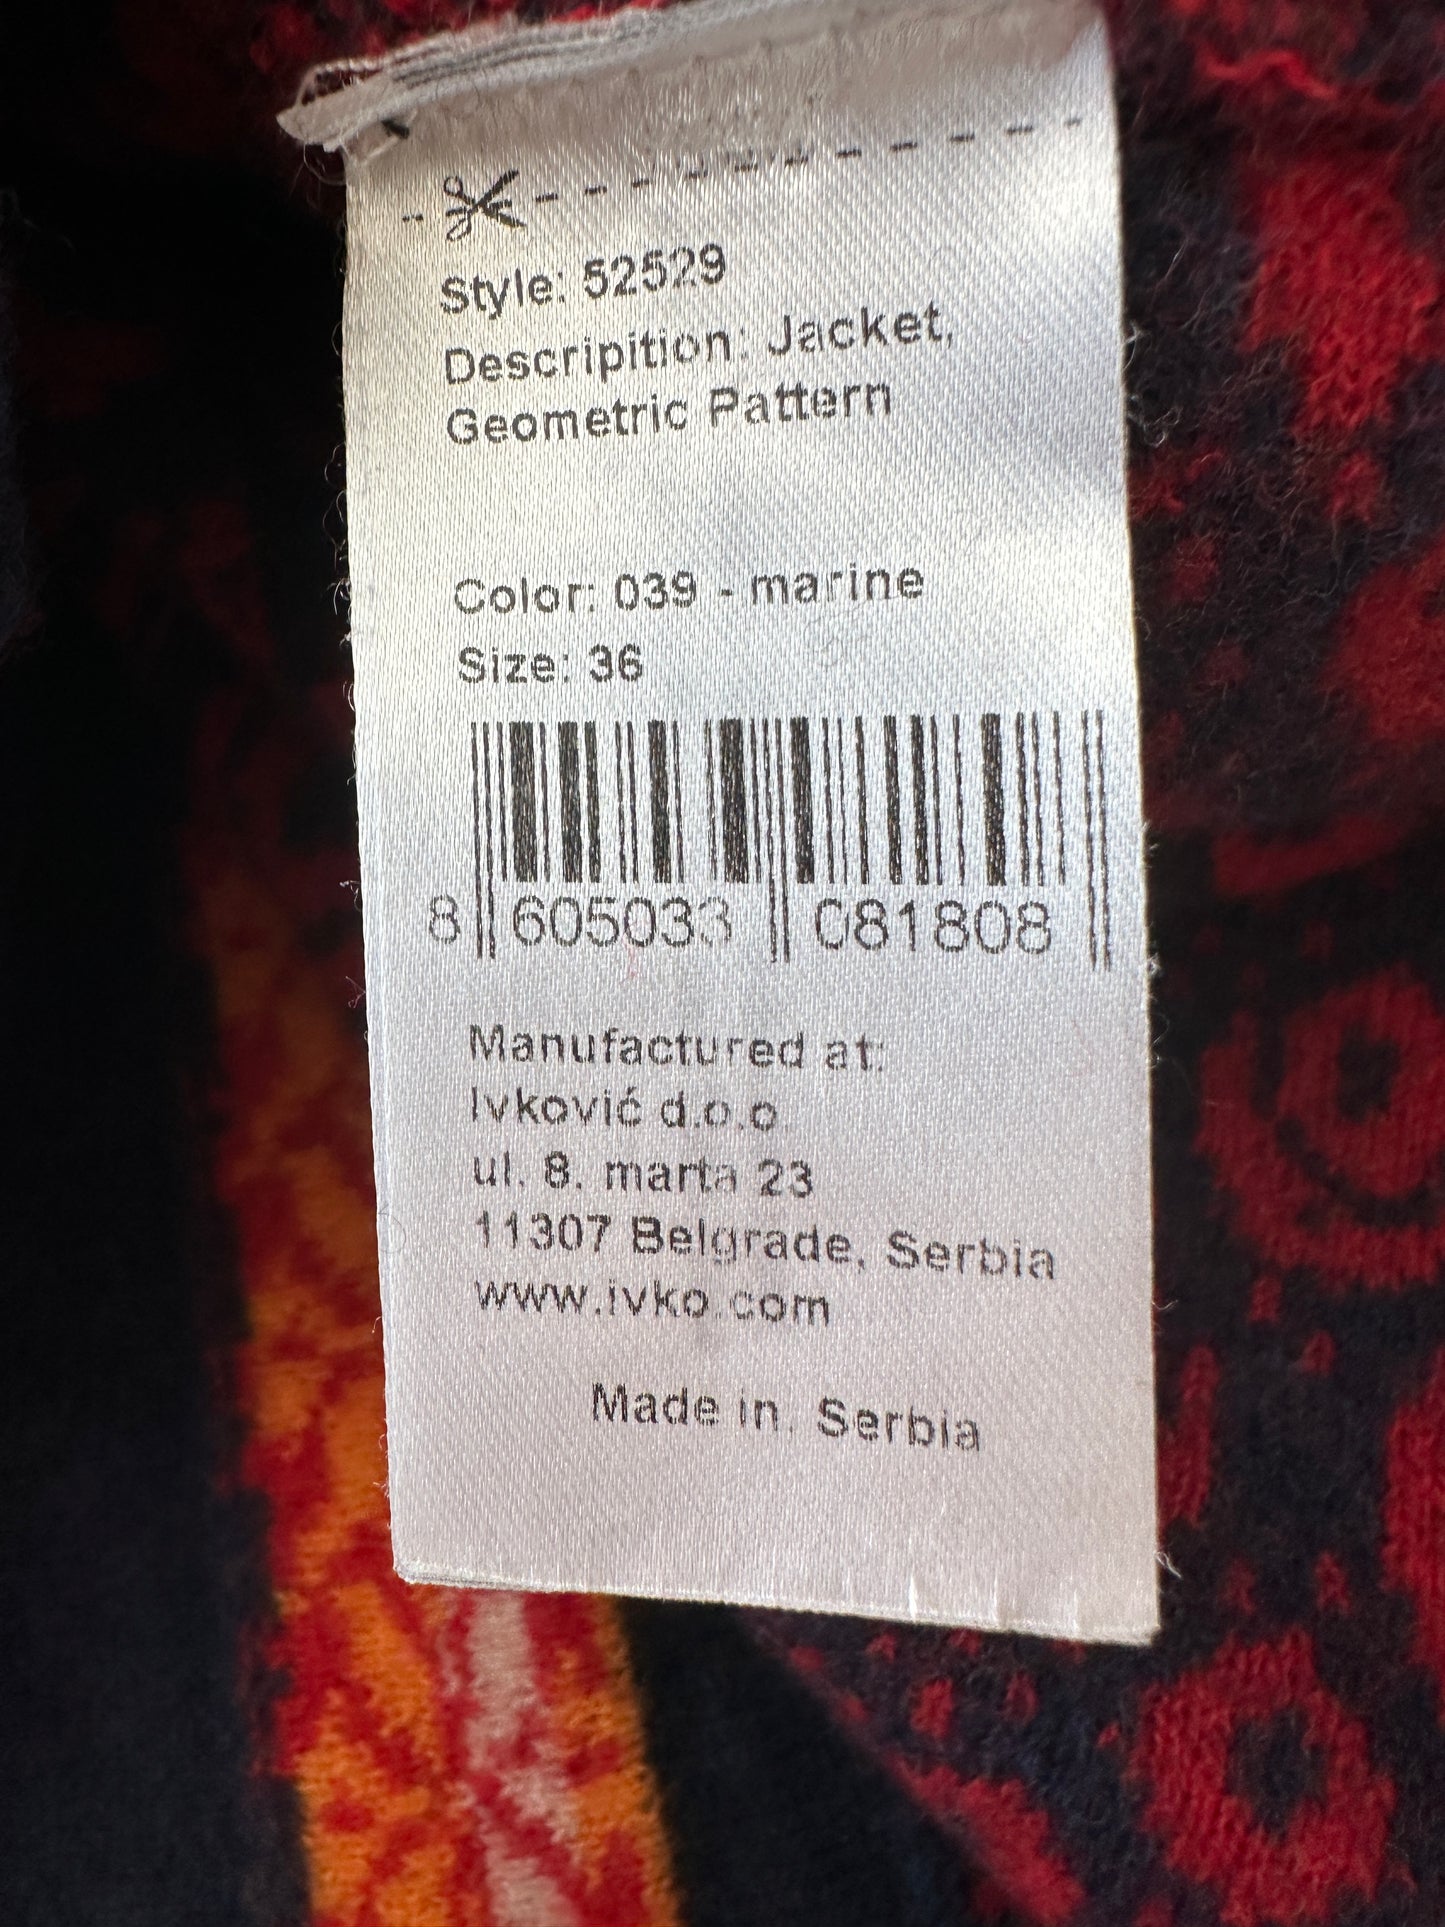 Style: 52529
Descripition: Jacket,
Geometric Pattern
Color: 039 - marine
Size: 36
8 605033 081808
Manufactured at:
Ivković d.o.o.
ul. 8. marta 23
11307 Belgrade, Serbia
www.ivko.com
Made in. Serbia